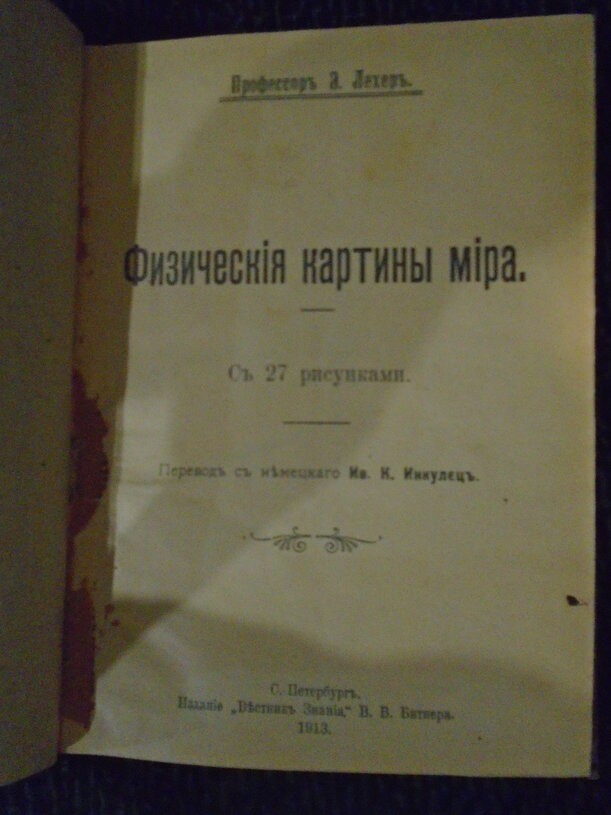 Профессоръ Э. Лехеръ.
Физическія картины міра.
Съ 27 рисунками.
Переводъ съ нѣмецкаго Ив. К. Инкулецъ.
С. Петербургъ.
Изданіе „Вѣстникъ Знанія,“ В. В. Битнера.
1913.